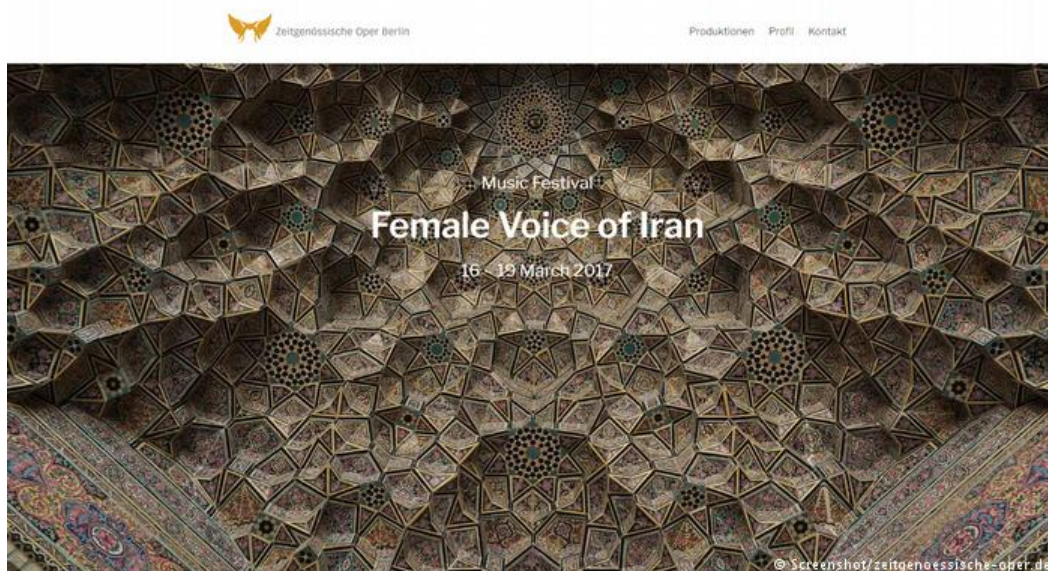 Zeitgenössische Oper Berlin
Produktionen Profil Kontakt
Music Festival
Female Voice of Iran
16 - 19 March 2017
© Screenshot/zeitgenoessische-oper.de